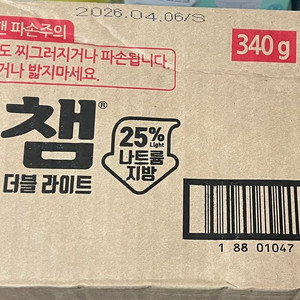 2026.04.06/S
캔 파손주의
도 찌그러지거나 파손됩니다.
거나 밟지마세요.
340 g
챔®
25% Light
나트륨
지방
더블 라이트
1 88 01047